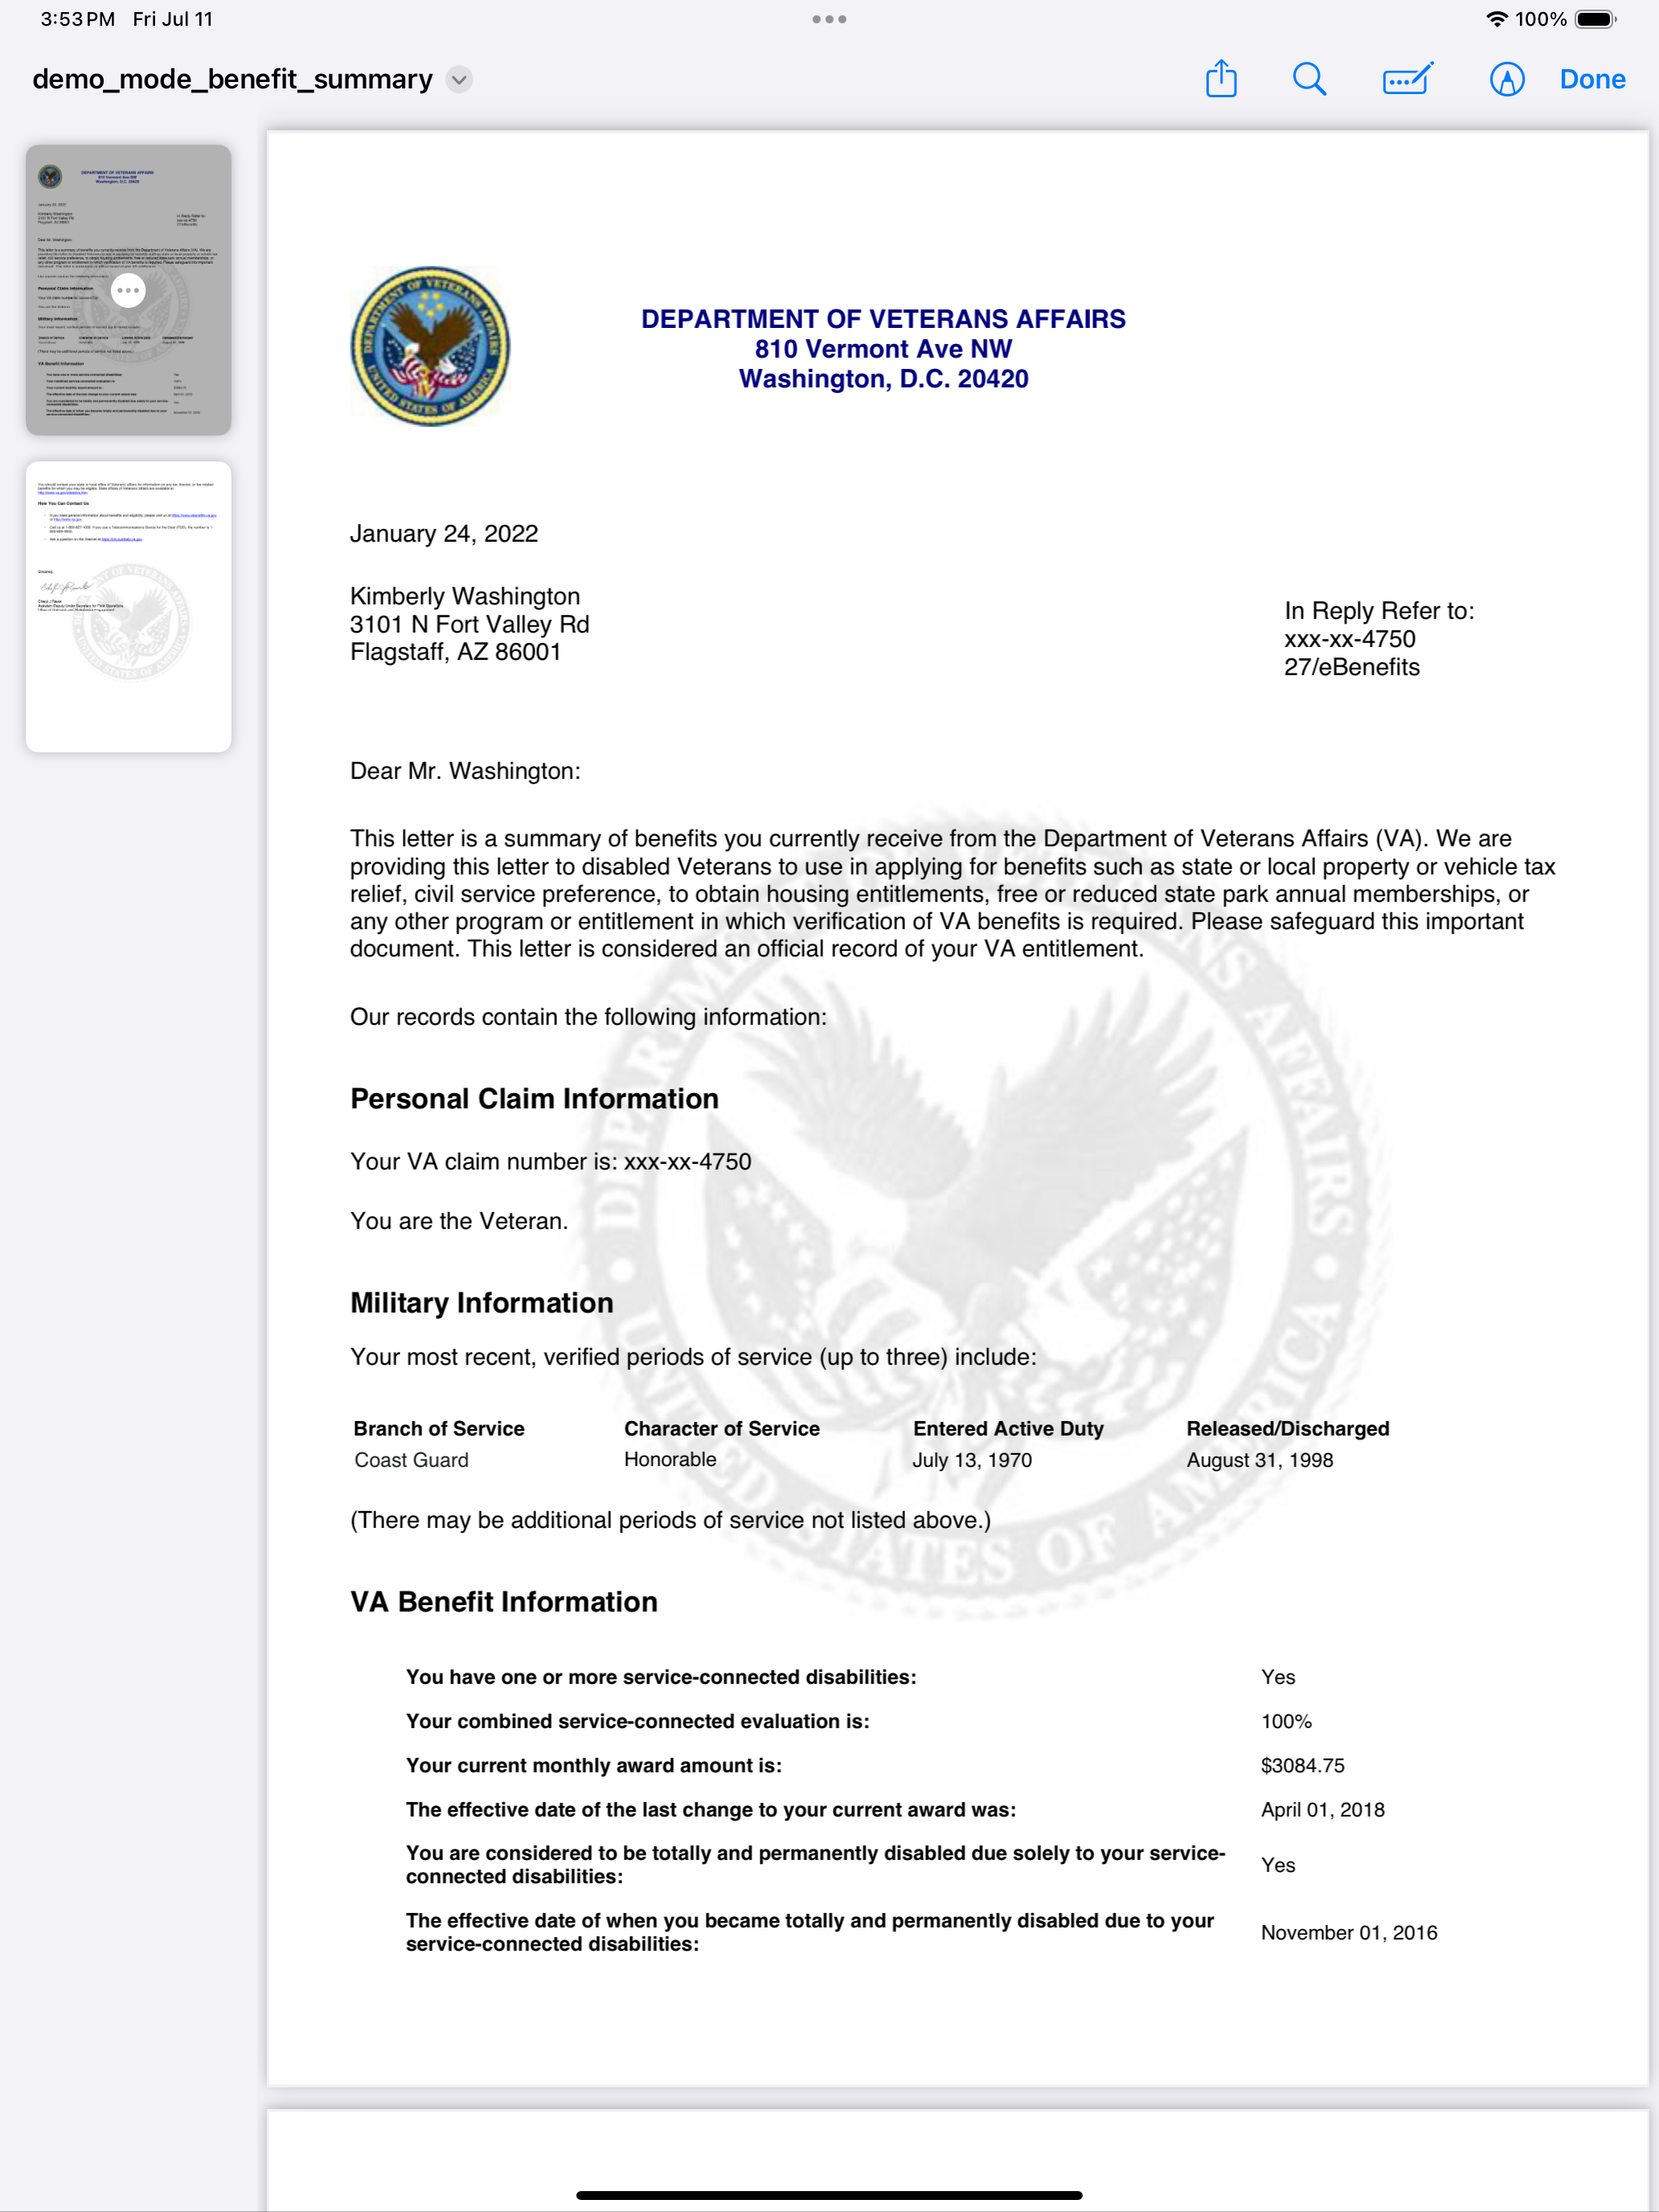 3:53 PM Fri Jul 11
100%
demo_mode_benefit_summary
Done
DEPARTMENT OF VETERANS AFFAIRS
810 Vermont Ave NW
Washington, D.C. 20420
January 24, 2022
Kimberly Washington
3101 N Fort Valley Rd
Flagstaff, AZ 86001
In Reply Refer to:
xxx-xx-4750
27/eBenefits
Dear Mr. Washington:
This letter is a summary of benefits you currently receive from the Department of Veterans Affairs (VA). We are
providing this letter to disabled Veterans to use in applying for benefits such as state or local property or vehicle tax
relief, civil service preference, to obtain housing entitlements, free or reduced state park annual memberships, or
any other program or entitlement in which verification of VA benefits is required. Please safeguard this important
document. This letter is considered an official record of your VA entitlement.
Our records contain the following information:
Personal Claim Information
Your VA claim number is: xxx-xx-4750
You are the Veteran.
Military Information
Your most recent, verified periods of service (up to three) include:
Branch of Service Character of Service Entered Active Duty Released/Discharged
Coast Guard Honorable July 13, 1970 August 31, 1998
(There may be additional periods of service not listed above.)
VA Benefit Information
You have one or more service-connected disabilities: Yes
Your combined service-connected evaluation is: 100%
Your current monthly award amount is: $3084.75
The effective date of the last change to your current award was: April 01, 2018
You are considered to be totally and permanently disabled due solely to your service-
connected disabilities: Yes
The effective date of when you became totally and permanently disabled due to your
service-connected disabilities: November 01, 2016
DEPARTMENT OF VETERANS AFFAIRS
UNITED STATES OF AMERICA